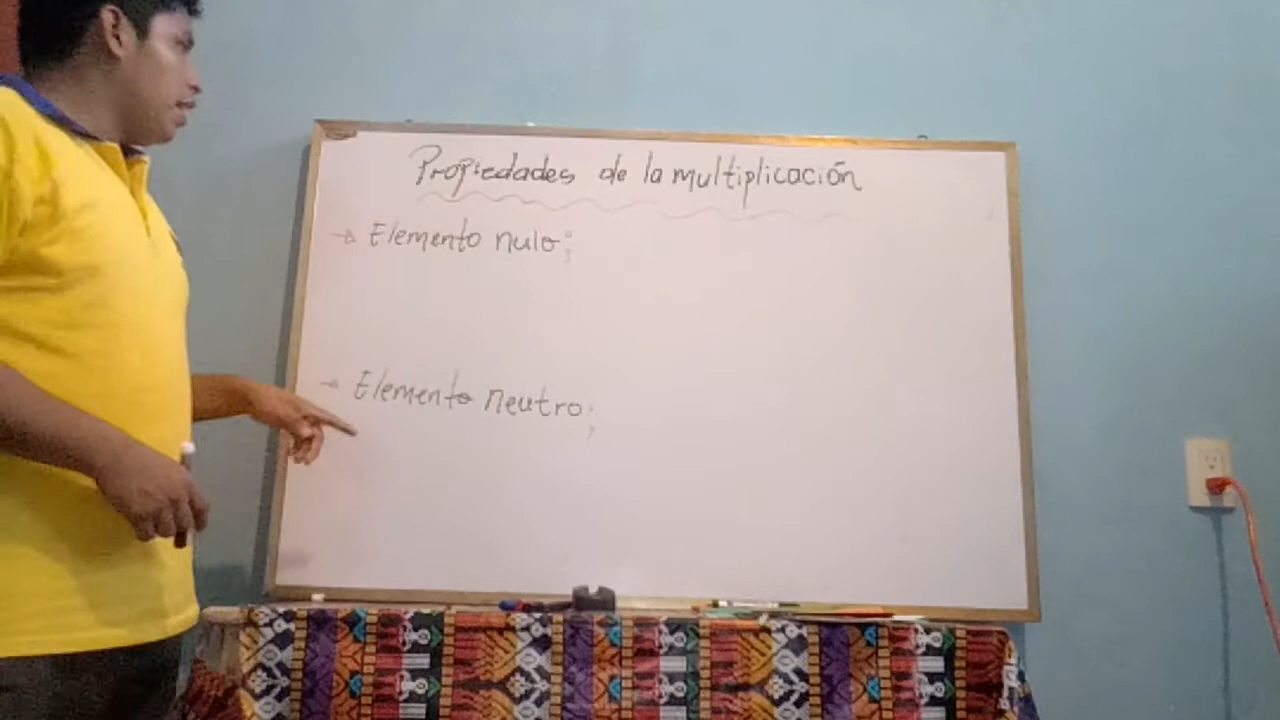 Propiedades de la multiplicación
→ Elemento nulo:
→ Elemento neutro: